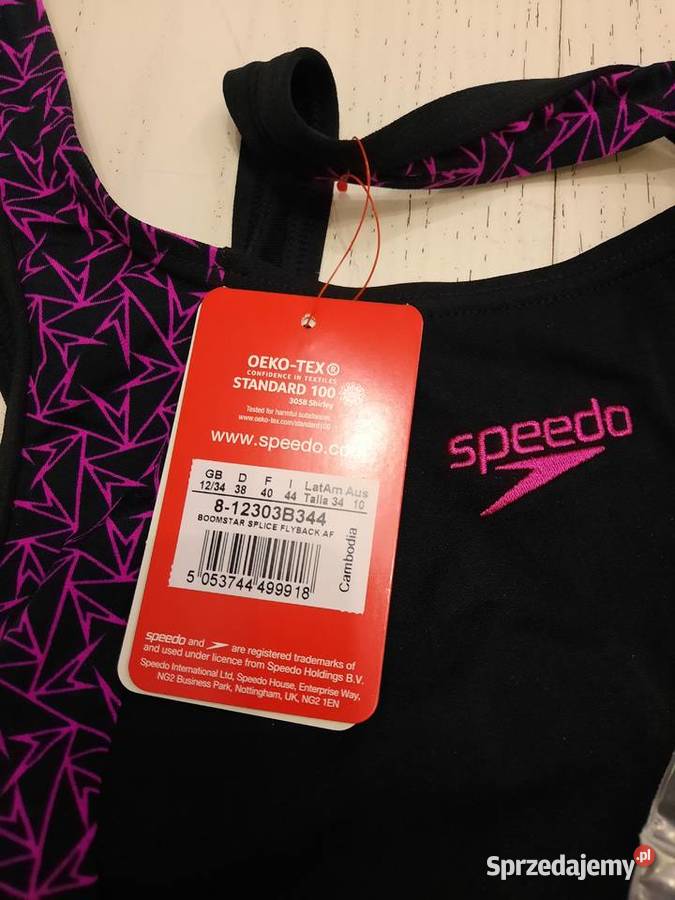 OEKO-TEX®
CONFIDENCE IN TEXTILES
STANDARD 100
3058 Shirley
Tested for harmful substances.
www.oeko-tex.com/standard100
www.speedo.co
GB D F I LatAm Aus
12/34 38 40 44 Talla 34 10
8-12303B344
BOOMSTAR SPLICE FLYBACK AF
5 053744 499918
Cambodia
speedo and are registered trademarks of
and used under licence from Speedo Holdings B.V.
Speedo International Ltd, Speedo House, Enterprise Way,
NG2 Business Park, Nottingham, UK, NG2 1EN
speedo
Sprzedajemy.pl